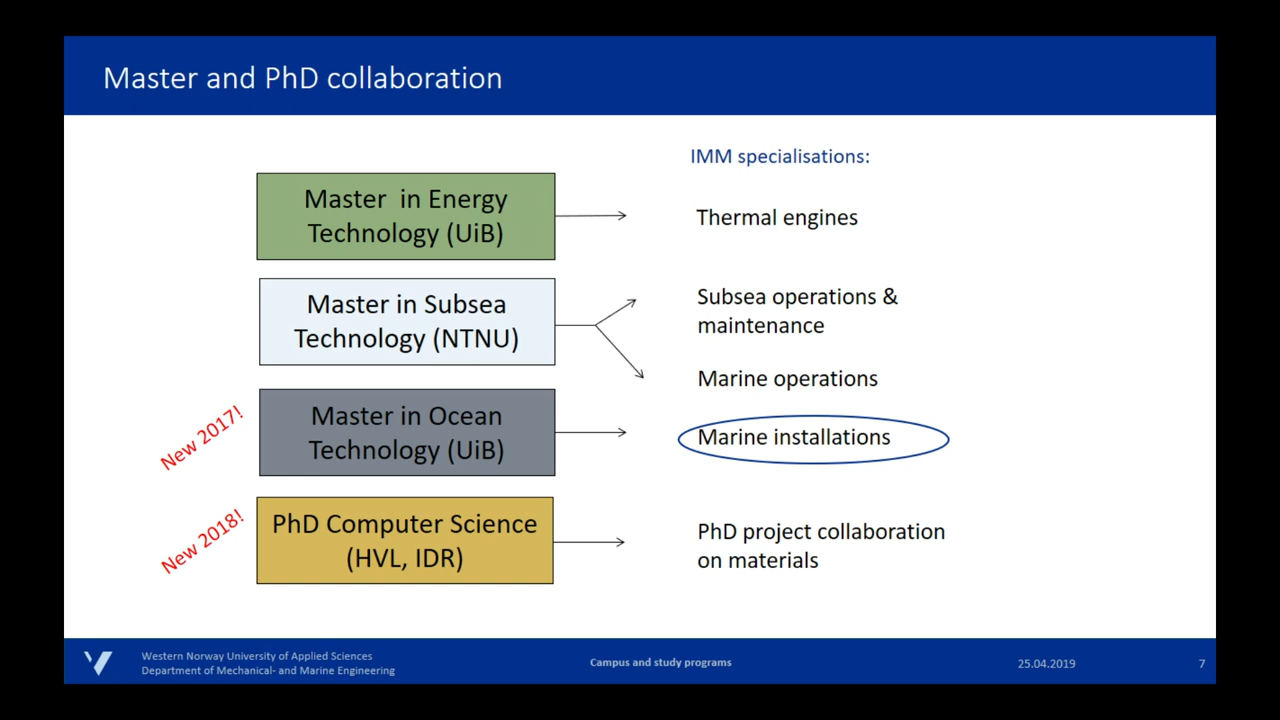 Master and PhD collaboration
IMM specialisations:
Master in Energy
Technology (UiB)
Thermal engines
Master in Subsea
Technology (NTNU)
Subsea operations &
maintenance
Marine operations
New 2017!
Master in Ocean
Technology (UiB)
Marine installations
New 2018!
PhD Computer Science
(HVL, IDR)
PhD project collaboration
on materials
Western Norway University of Applied Sciences
Department of Mechanical- and Marine Engineering
Campus and study programs
25.04.2019
7